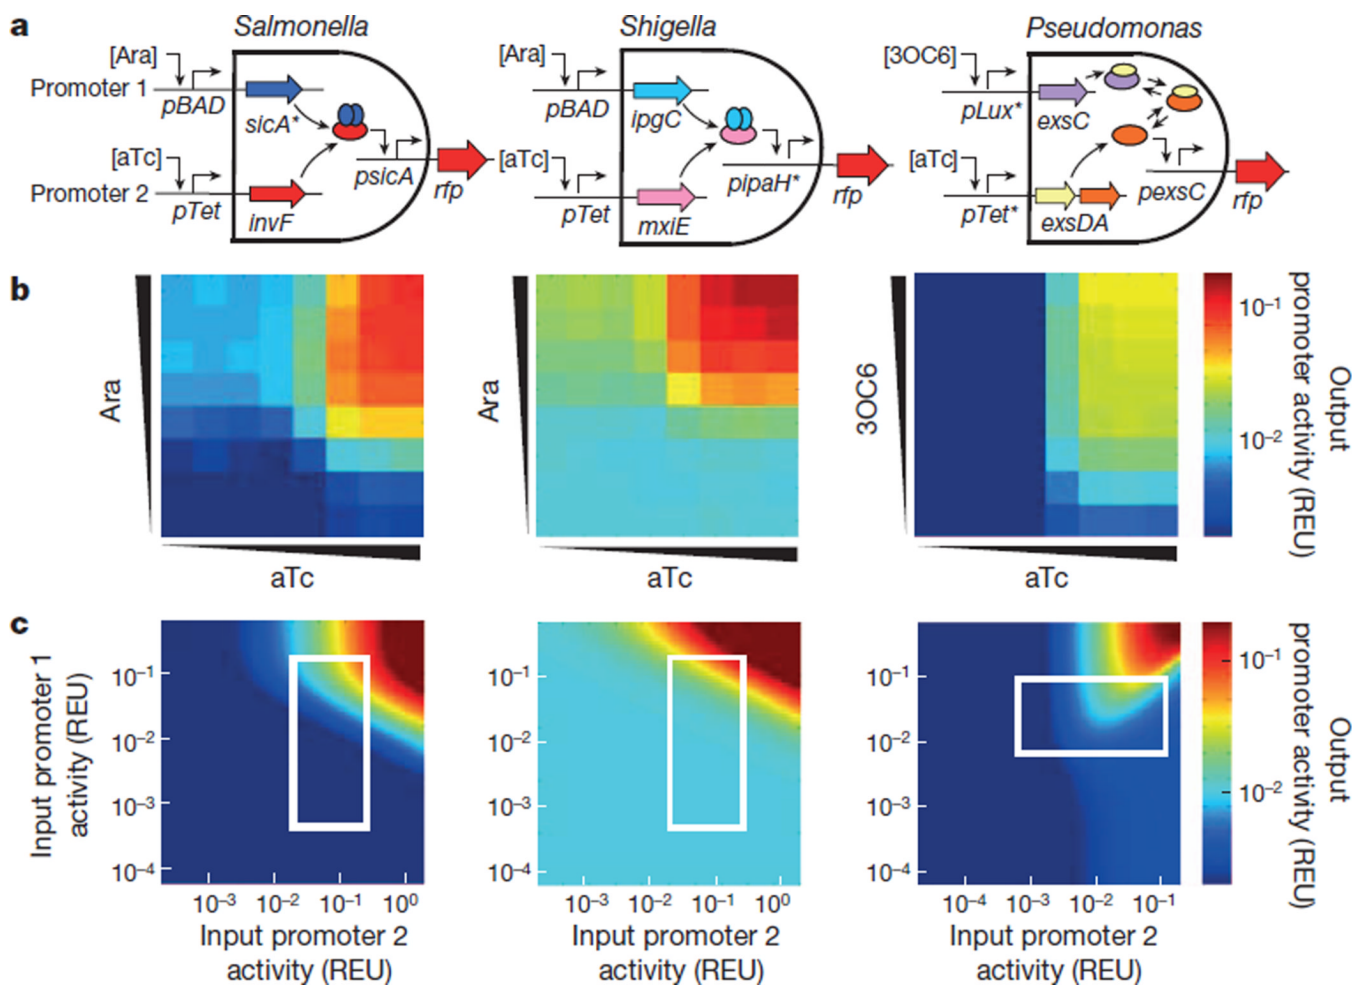 a
Salmonella
Shigella
Pseudomonas
[Ara]
Promoter 1
pBAD
sicA*
[aTc]
Promoter 2
pTet
invF
psicA
rfp
[Ara]
pBAD
ipgC
[aTc]
pTet
mxiE
pipaH*
rfp
[3OC6]
pLux*
exsC
[aTc]
pTet*
exsDA
pexsC
rfp
b
Ara
aTc
Ara
aTc
3OC6
aTc
10⁻¹
10⁻²
Output
promoter activity (REU)
c
Input promoter 1
activity (REU)
10⁻¹
10⁻²
10⁻³
10⁻⁴
10⁻³ 10⁻² 10⁻¹ 10⁰
Input promoter 2
activity (REU)
10⁻¹
10⁻²
10⁻³
10⁻⁴
10⁻³ 10⁻² 10⁻¹ 10⁰
Input promoter 2
activity (REU)
10⁻¹
10⁻²
10⁻³
10⁻⁴
10⁻⁴ 10⁻³ 10⁻² 10⁻¹
Input promoter 2
activity (REU)
10⁻¹
10⁻²
Output
promoter activity (REU)